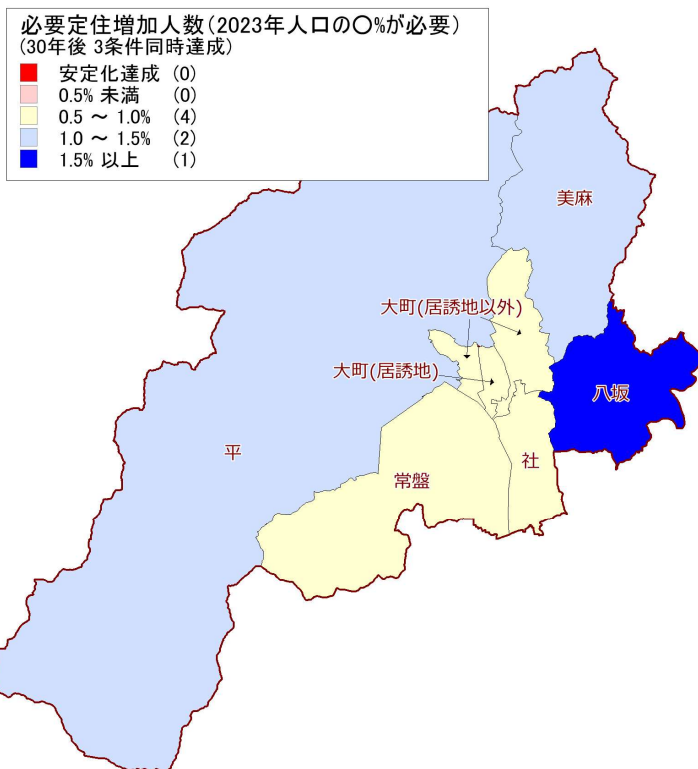 必要定住増加人数(2023年人口の〇%が必要)
(30年後 3条件同時達成)
安定化達成 (0)
0.5% 未満 (0)
0.5 ～ 1.0% (4)
1.0 ～ 1.5% (2)
1.5% 以上 (1)
美麻
大町(居誘地以外)
大町(居誘地)
八坂
平
社
常盤